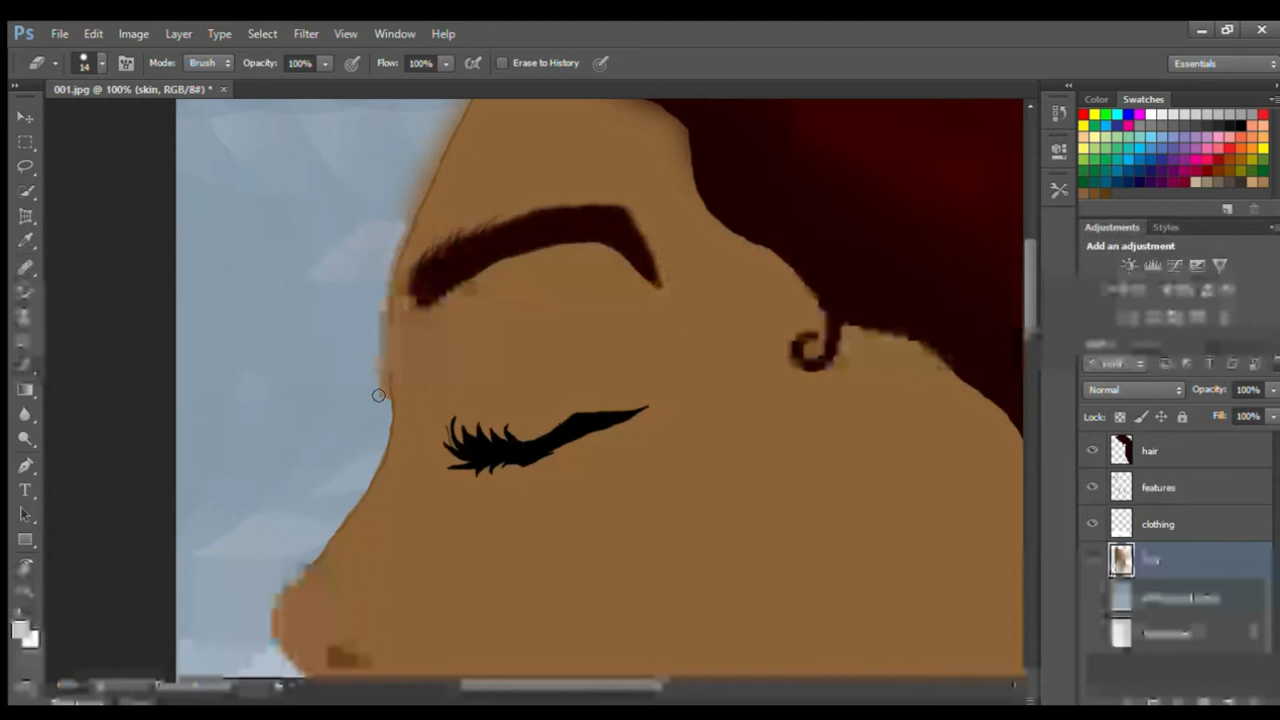 Ps File Edit Image Layer Type Select Filter View Window Help
14 Mode: Brush Opacity: 100% Flow: 100% Erase to History Essentials
001.jpg @ 100% (skin, RGB/8#) * ×
Color Swatches
Adjustments Styles
Add an adjustment
Normal Opacity: 100%
Lock: Fill: 100%
hair
features
clothing